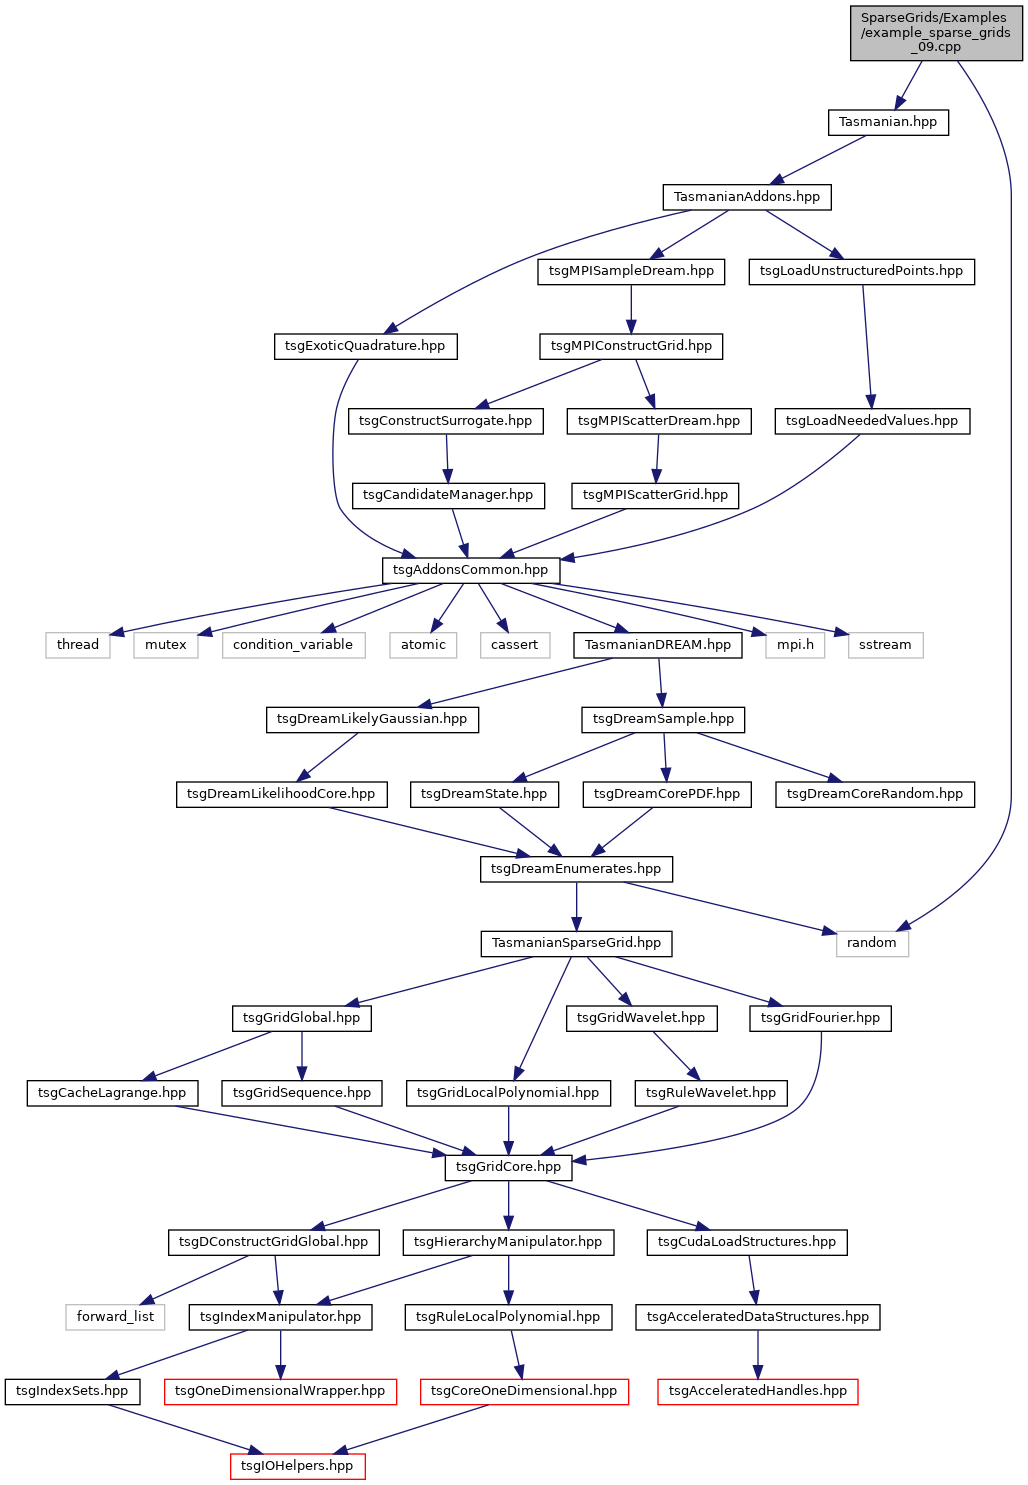 SparseGrids/Examples
/example_sparse_grids
_09.cpp
Tasmanian.hpp
TasmanianAddons.hpp
tsgMPISampleDream.hpp
tsgLoadUnstructuredPoints.hpp
tsgExoticQuadrature.hpp
tsgMPIConstructGrid.hpp
tsgConstructSurrogate.hpp
tsgMPIScatterDream.hpp
tsgLoadNeededValues.hpp
tsgCandidateManager.hpp
tsgMPIScatterGrid.hpp
tsgAddonsCommon.hpp
thread
mutex
condition_variable
atomic
cassert
TasmanianDREAM.hpp
mpi.h
sstream
tsgDreamLikelyGaussian.hpp
tsgDreamSample.hpp
tsgDreamLikelihoodCore.hpp
tsgDreamState.hpp
tsgDreamCorePDF.hpp
tsgDreamCoreRandom.hpp
tsgDreamEnumerates.hpp
TasmanianSparseGrid.hpp
random
tsgGridGlobal.hpp
tsgGridWavelet.hpp
tsgGridFourier.hpp
tsgCacheLagrange.hpp
tsgGridSequence.hpp
tsgGridLocalPolynomial.hpp
tsgRuleWavelet.hpp
tsgGridCore.hpp
tsgDConstructGridGlobal.hpp
tsgHierarchyManipulator.hpp
tsgCudaLoadStructures.hpp
forward_list
tsgIndexManipulator.hpp
tsgRuleLocalPolynomial.hpp
tsgAcceleratedDataStructures.hpp
tsgIndexSets.hpp
tsgOneDimensionalWrapper.hpp
tsgCoreOneDimensional.hpp
tsgAcceleratedHandles.hpp
tsgIOHelpers.hpp